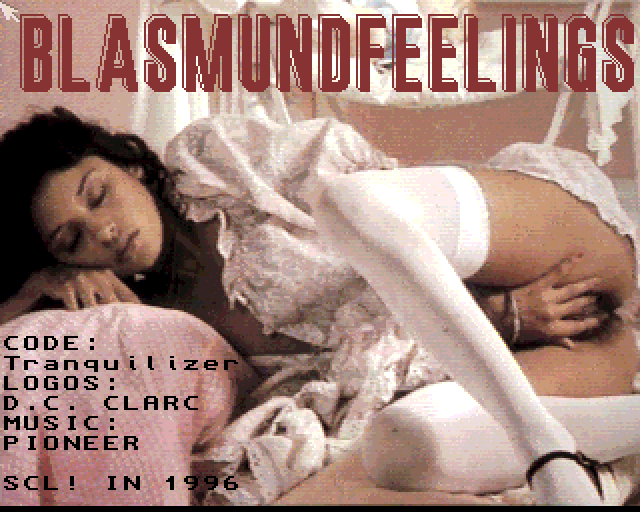 BLASMUNDFEELINGS
CODE:
Tranquilizer
LOGOS:
D.C. CLARC
MUSIC:
PIONEER
SCL! IN 1996